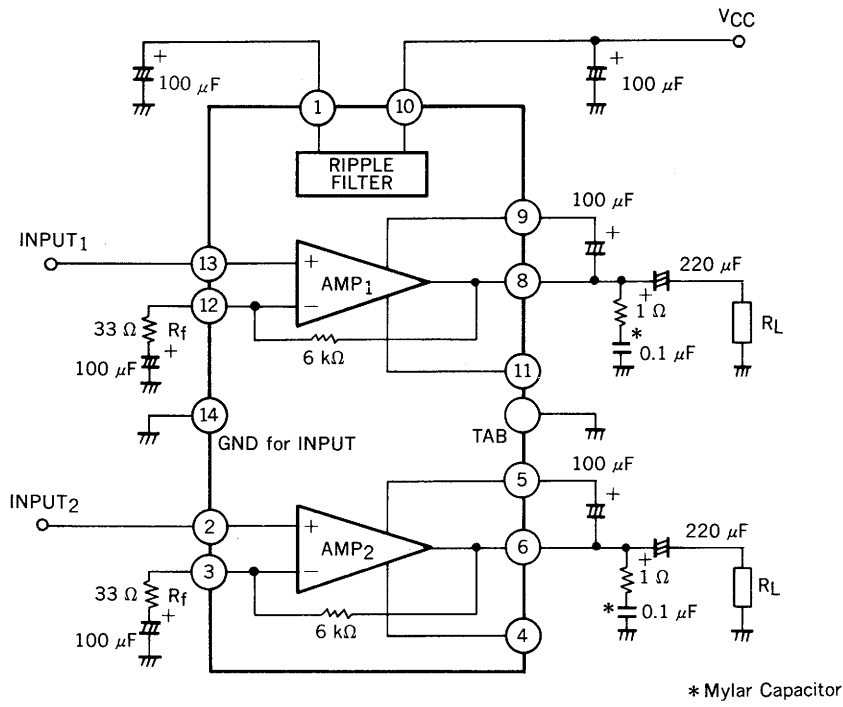 VCC
+
100 μF
+
100 μF
1
10
RIPPLE
FILTER
100 μF
+
9
INPUT1
13
+
AMP1
8
220 μF
12
−
+
1 Ω
RL
33 Ω
Rf
+
100 μF
6 kΩ
*
0.1 μF
11
14
GND for INPUT
TAB
100 μF
5
+
INPUT2
2
+
AMP2
6
220 μF
3
−
+
1 Ω
RL
33 Ω
Rf
+
100 μF
6 kΩ
*
0.1 μF
4
* Mylar Capacitor